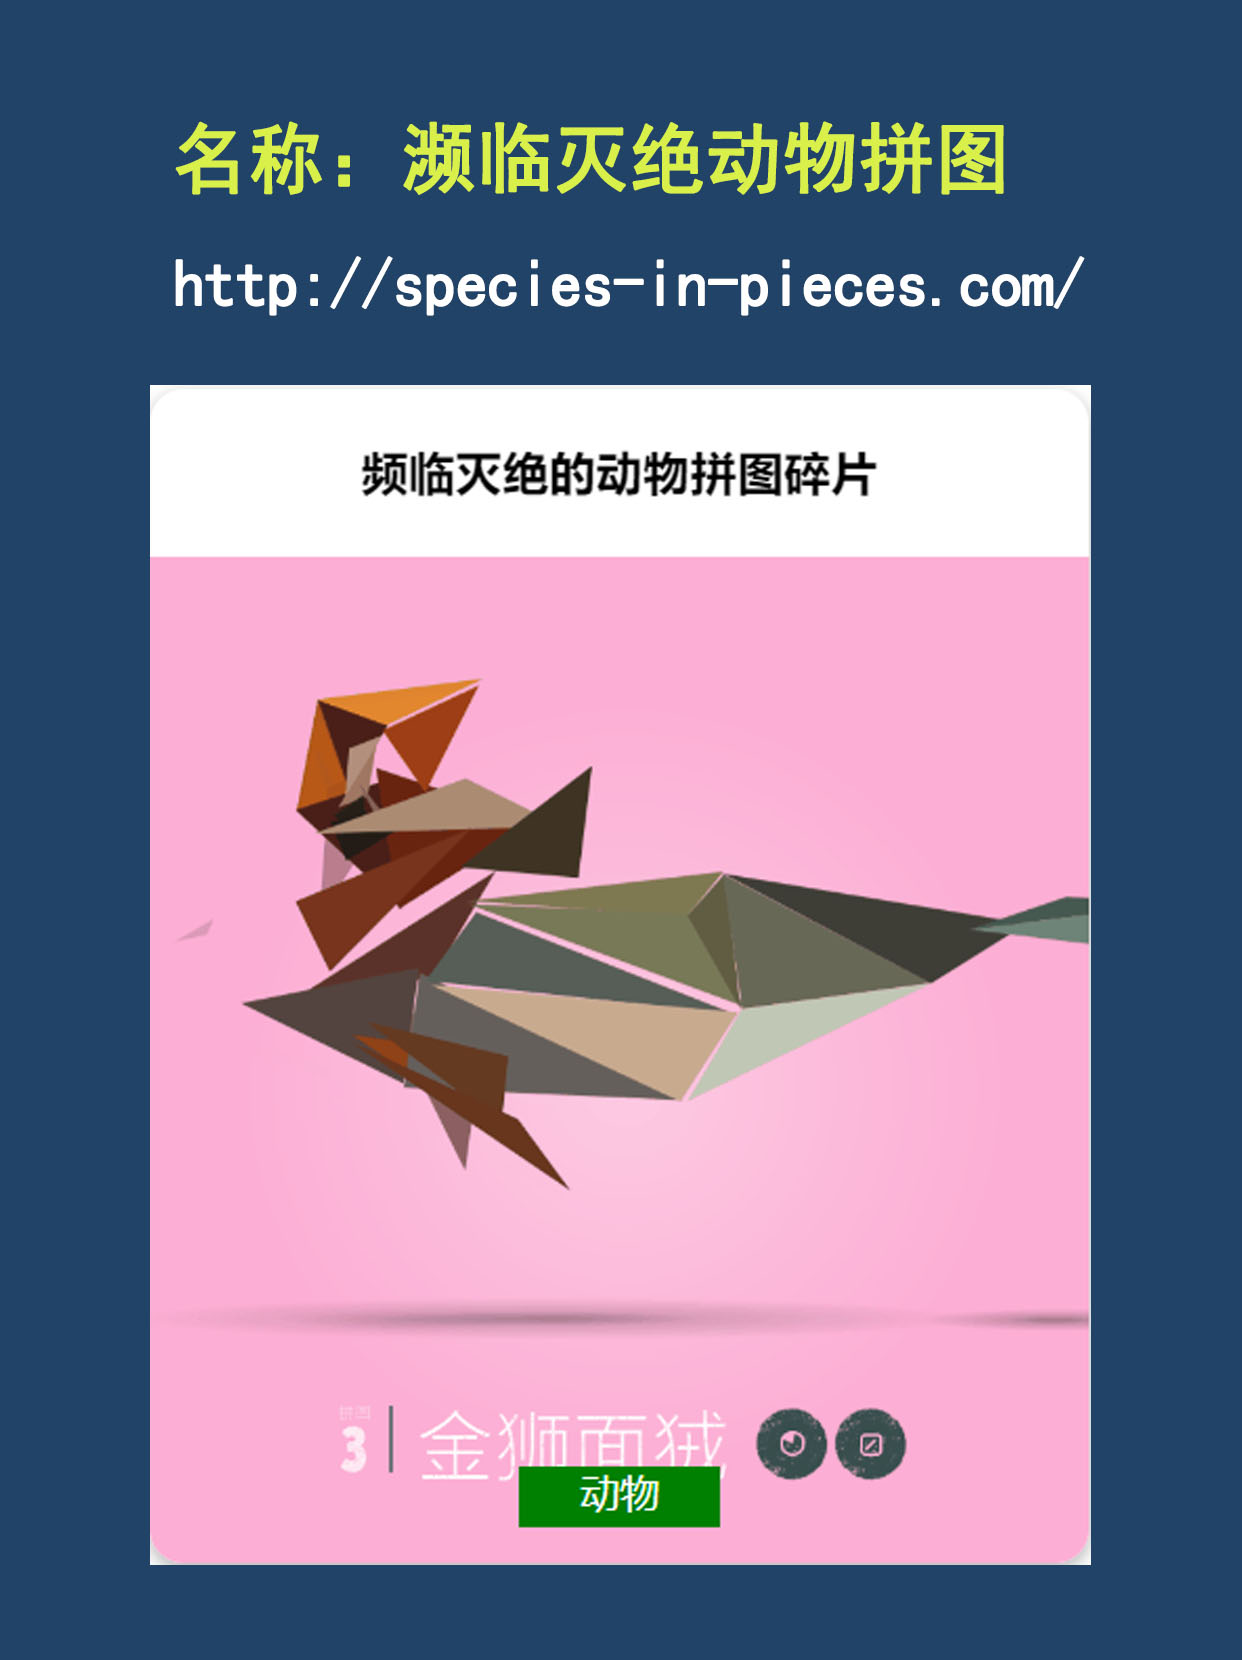 名称：濒临灭绝动物拼图
http://species-in-pieces.com/
频临灭绝的动物拼图碎片
拼图
3
金狮面狨
动物